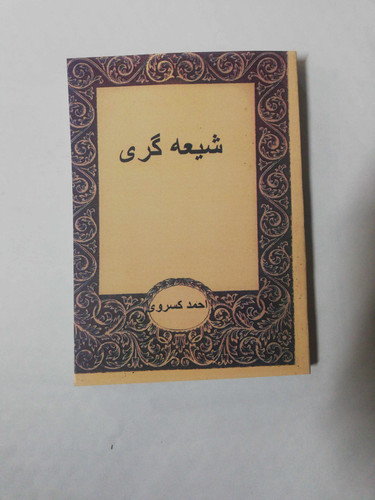 شیعه گری
احمد کسروی